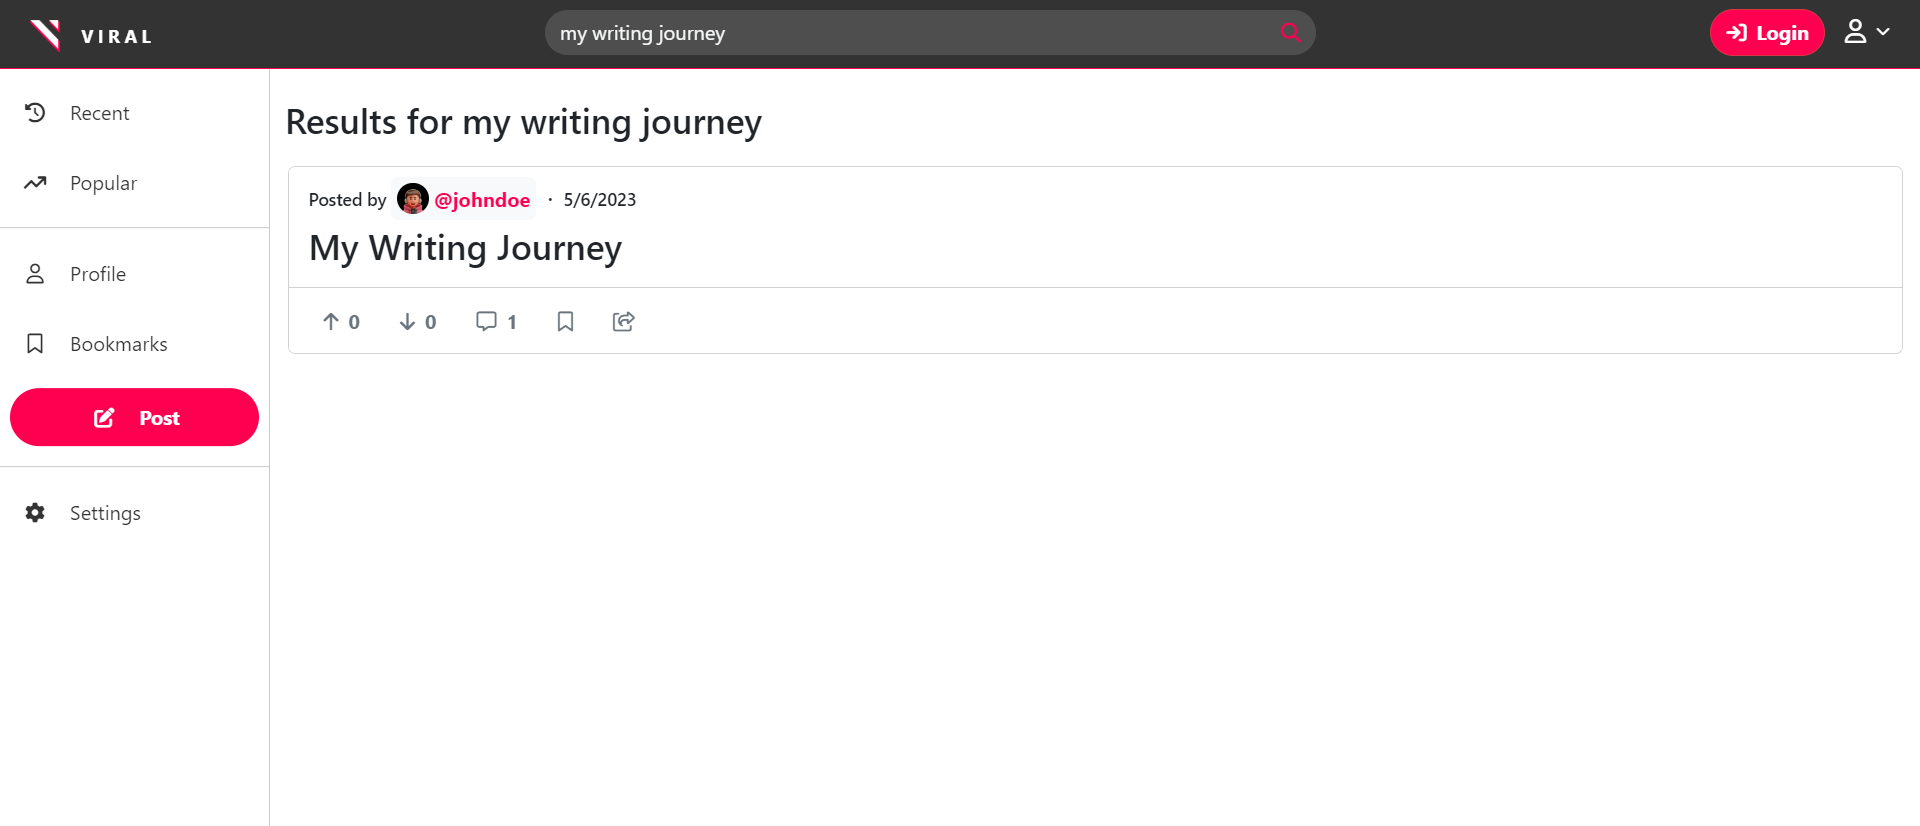 VIRAL
my writing journey
Login
Recent
Popular
Profile
Bookmarks
Post
Settings
Results for my writing journey
Posted by @johndoe · 5/6/2023
My Writing Journey
0 0 1